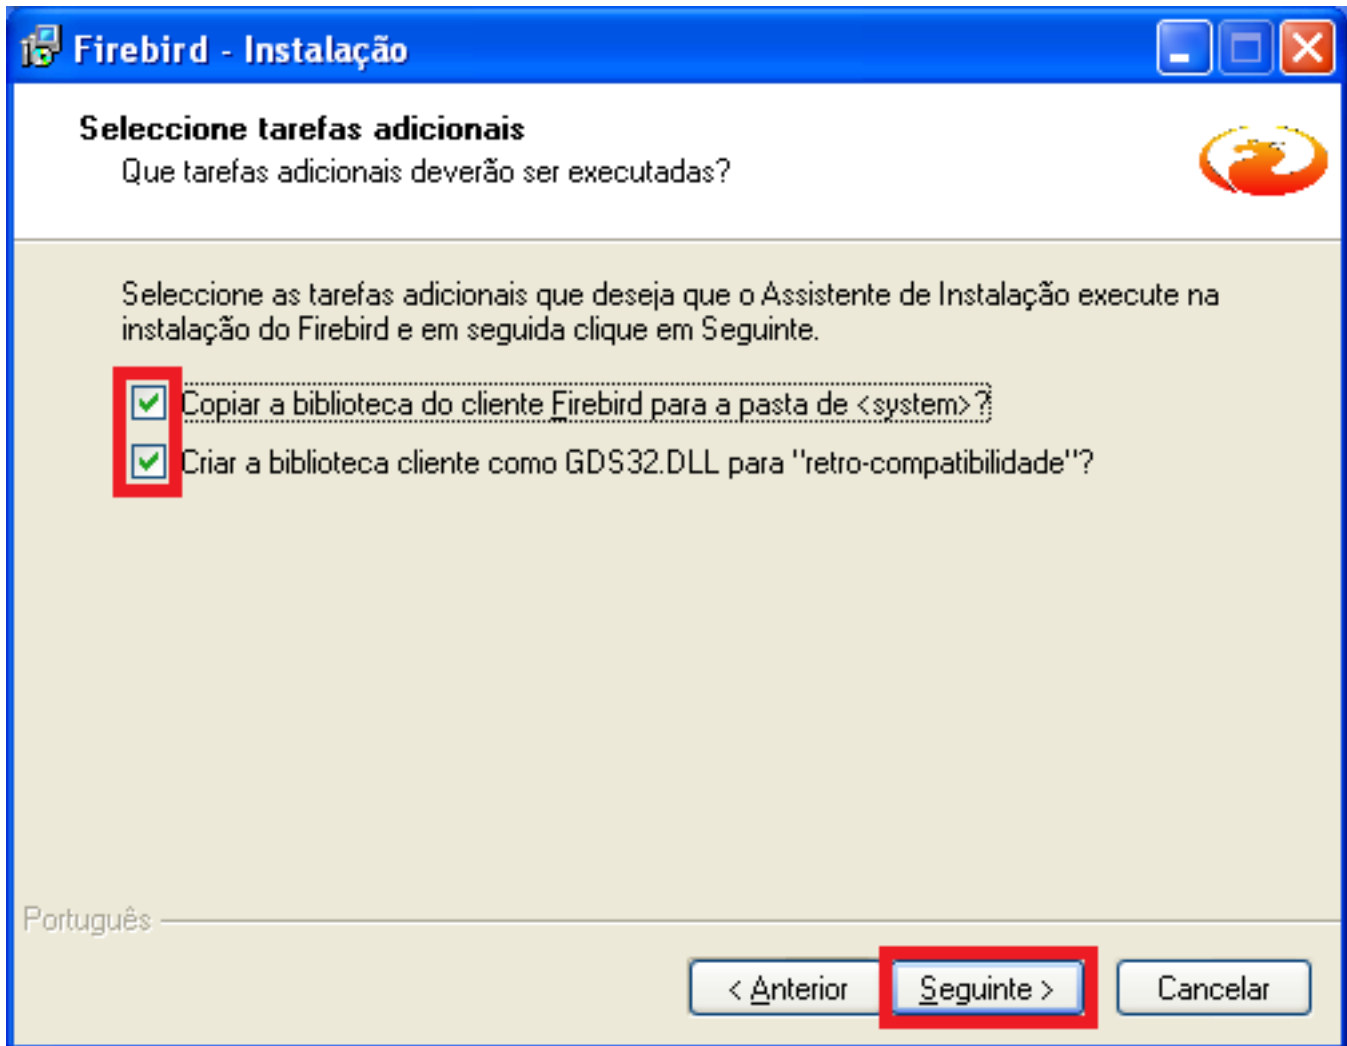 Firebird - Instalação
Seleccione tarefas adicionais
Que tarefas adicionais deverão ser executadas?
Seleccione as tarefas adicionais que deseja que o Assistente de Instalação execute na
instalação do Firebird e em seguida clique em Seguinte.
Copiar a biblioteca do cliente Firebird para a pasta de <system>?
Criar a biblioteca cliente como GDS32.DLL para "retro-compatibilidade"?
Português
< Anterior
Seguinte >
Cancelar